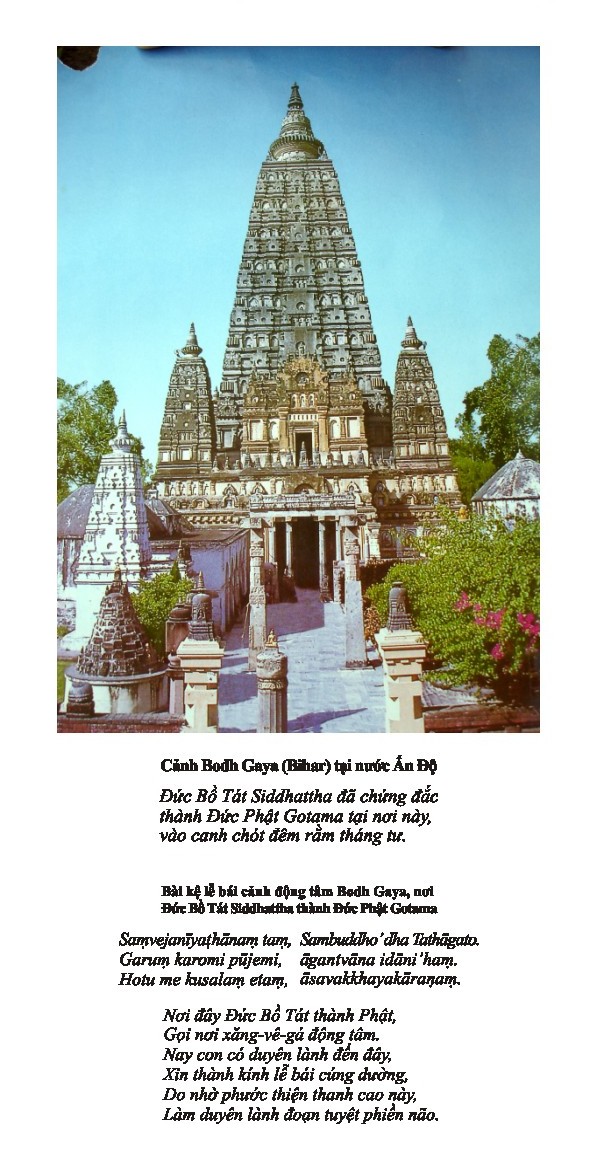 Cảnh Bodh Gaya (Bihar) tại nước Ấn Độ
Đức Bồ Tát Siddhattha đã chứng đắc
thành Đức Phật Gotama tại nơi này,
vào canh chót đêm rằm tháng tư.
Bài kệ lễ bái cảnh động tâm Bodh Gaya, nơi
Đức Bồ Tát Siddhattha thành Đức Phật Gotama
Saṃvejanīyaṭhānaṃ taṃ, Sambuddho'dha Tathāgato.
Garuṃ karomi pūjemi, āgantvāna idāni'haṃ.
Hotu me kusalaṃ etaṃ, āsavakkhayakāraṇaṃ.
Nơi đây Đức Bồ Tát thành Phật,
Gọi nơi xăng-vê-gá động tâm.
Nay con có duyên lành đến đây,
Xin thành kính lễ bái cúng dường,
Do nhờ phước thiện thanh cao này,
Làm duyên lành đoạn tuyệt phiền não.